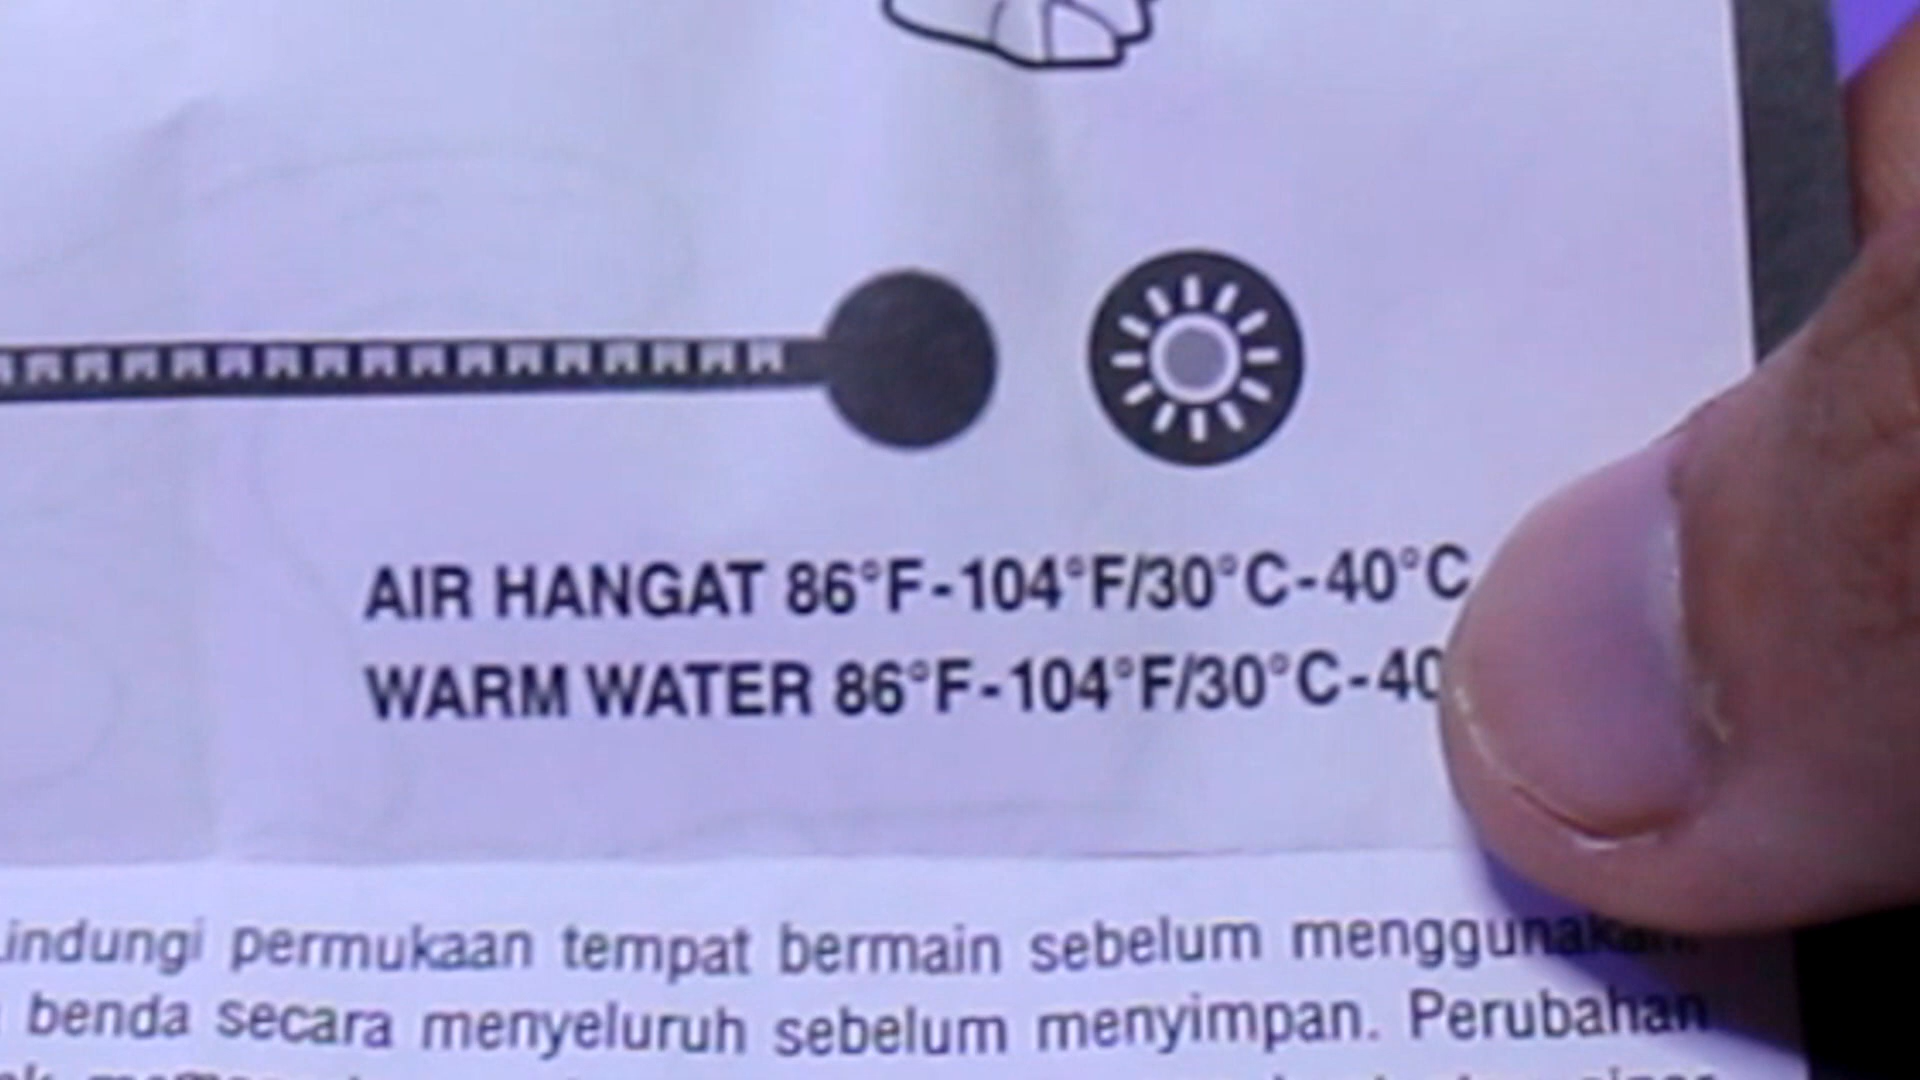 AIR HANGAT 86°F-104°F/30°C-40°C
WARM WATER 86°F-104°F/30°C-40
Lindungi permukaan tempat bermain sebelum menggunakan.
benda secara menyeluruh sebelum menyimpan. Perubahan